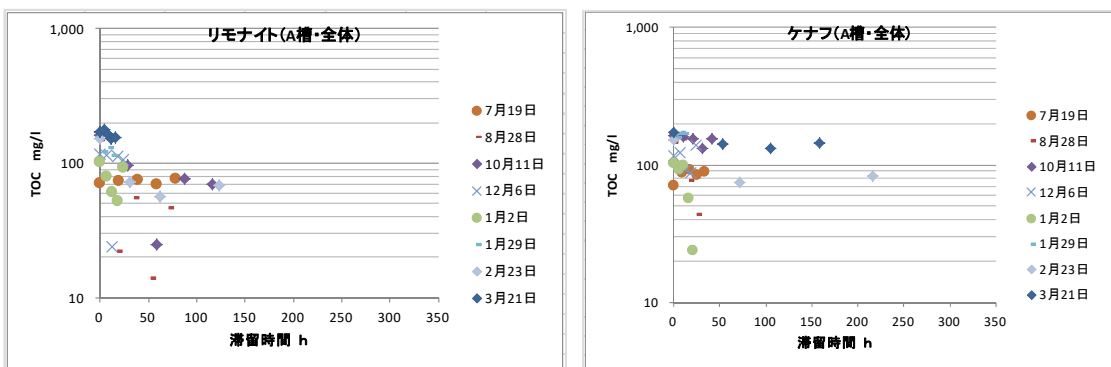 リモナイト(A槽・全体)
1,000
100
10
TOC mg/l
0 50 100 150 200 250 300 350
滞留時間 h
7月19日
8月28日
10月11日
12月6日
1月2日
1月29日
2月23日
3月21日
ケナフ(A槽・全体)
1,000
100
10
TOC mg/l
0 50 100 150 200 250 300 350
滞留時間 h
7月19日
8月28日
10月11日
12月6日
1月2日
1月29日
2月23日
3月21日